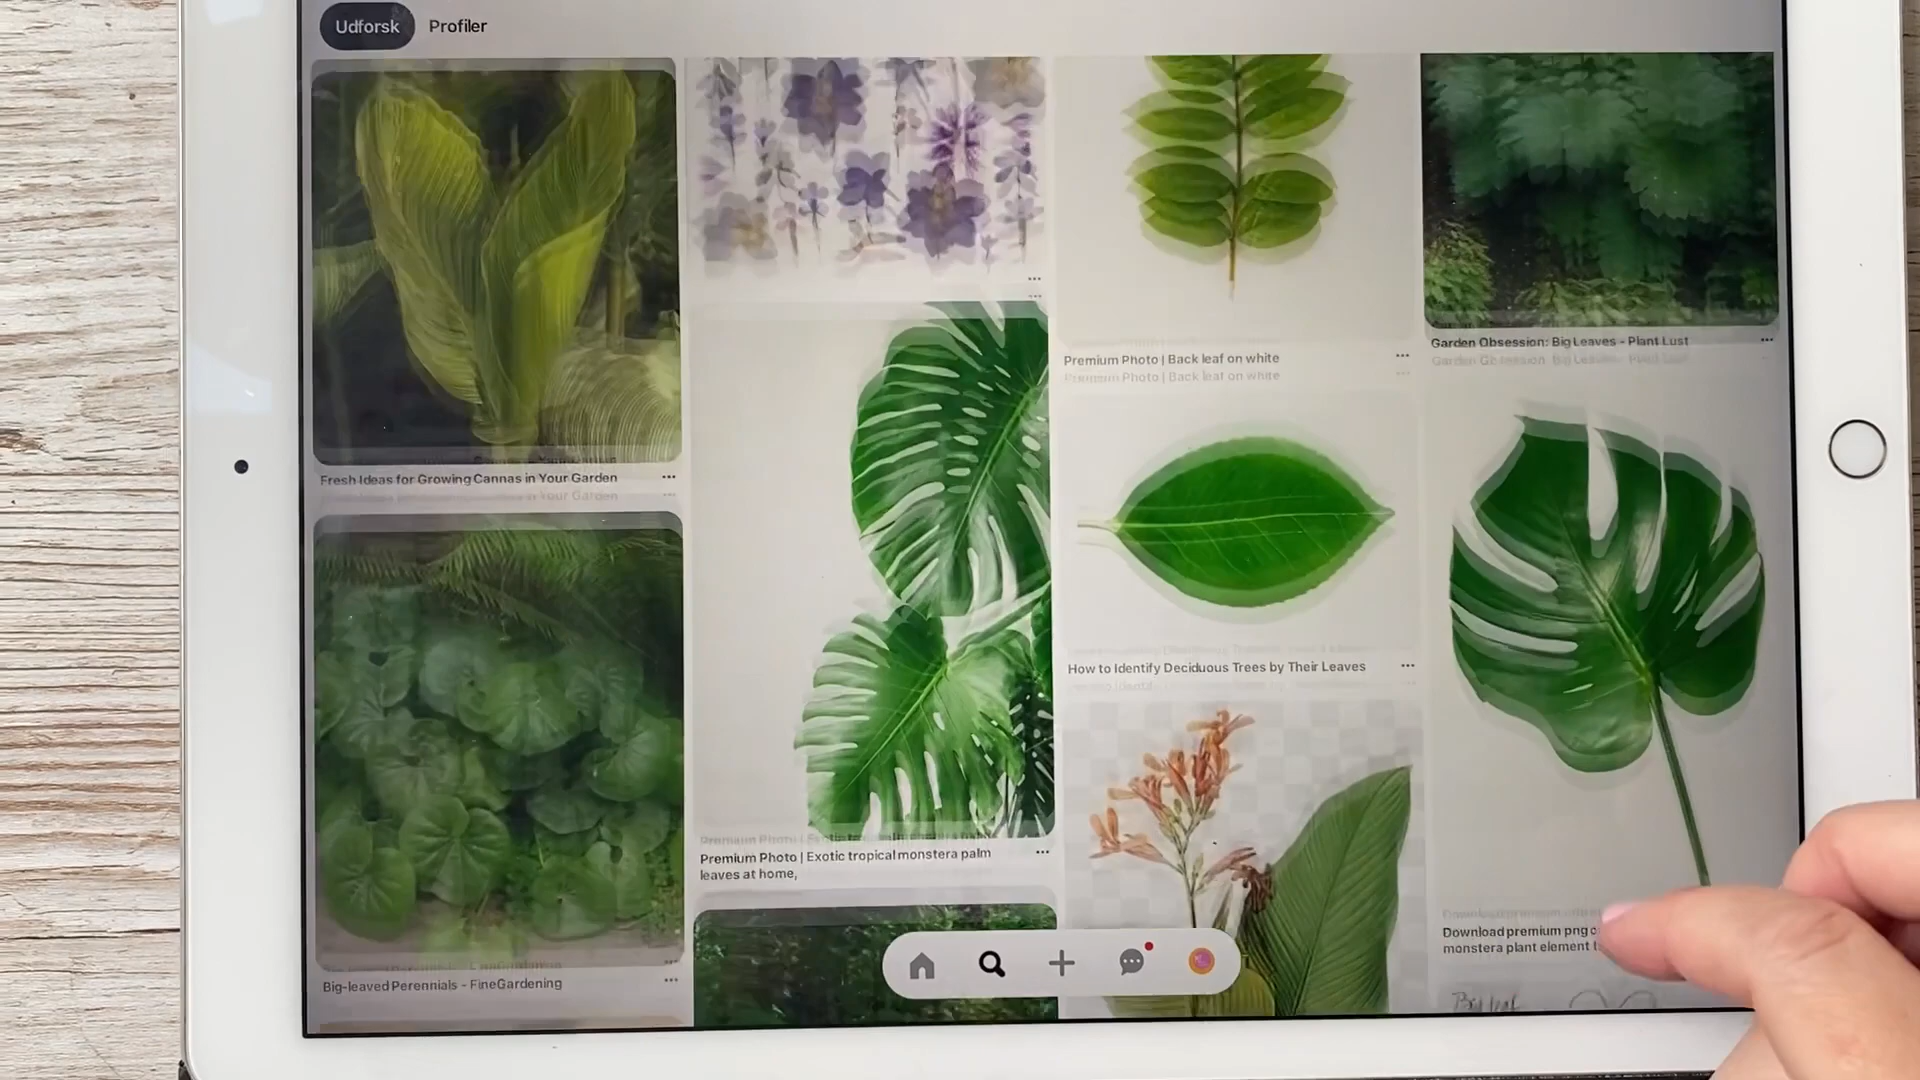 Udforsk
Profiler
Fresh Ideas for Growing Cannas in Your Garden
Big-leaved Perennials - FineGardening
Premium Photo | Exotic tropical monstera palm
leaves at home,
Premium Photo | Back leaf on white
How to Identify Deciduous Trees by Their Leaves
Garden Obsession: Big Leaves - Plant Lust
Download premium png o
monstera plant element